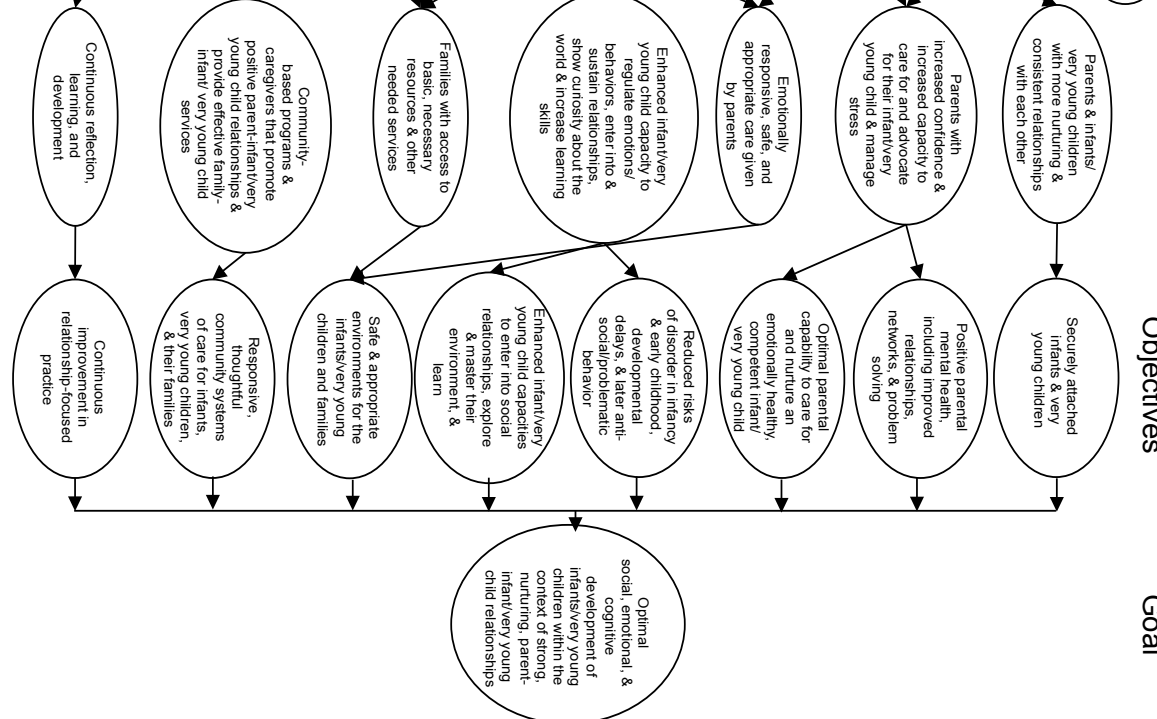 Objectives
Goal
Parents & infants/
very young children
with more nurturing &
consistent relationships
with each other
Parents with
increased confidence &
increased capacity to
care for and advocate
for their infant/very
young child & manage
stress
Emotionally
responsive, safe, and
appropriate care given
by parents
Enhanced infant/very
young child capacity to
regulate emotions/
behaviors, enter into &
sustain relationships,
show curiosity about the
world & increase learning
skills
Families with access to
basic, necessary
resources & other
needed services
Community-
based programs &
caregivers that promote
positive parent-infant/very
young child relationships &
provide effective family-
infant/ very young child
services
Continuous reflection,
learning, and
development
Securely attached
infants & very
young children
Positive parental
mental health,
including improved
relationships,
networks, & problem
solving
Optimal parental
capability to care for
and nurture an
emotionally healthy,
competent infant/
very young child
Reduced risks
of disorder in infancy
& early childhood,
developmental
delays, & later anti-
social/problematic
behavior
Enhanced infant/very
young child capacities
to enter into social
relationships, explore
& master their
environment, &
learn
Safe & appropriate
environments for the
infants/very young
children and families
Responsive,
thoughtful
community systems
of care for infants,
very young children,
& their families
Continuous
improvement in
relationship-focused
practice
Optimal
social, emotional, &
cognitive
development of
infants/very young
children within the
context of strong,
nurturing, parent-
infant/very young
child relationships